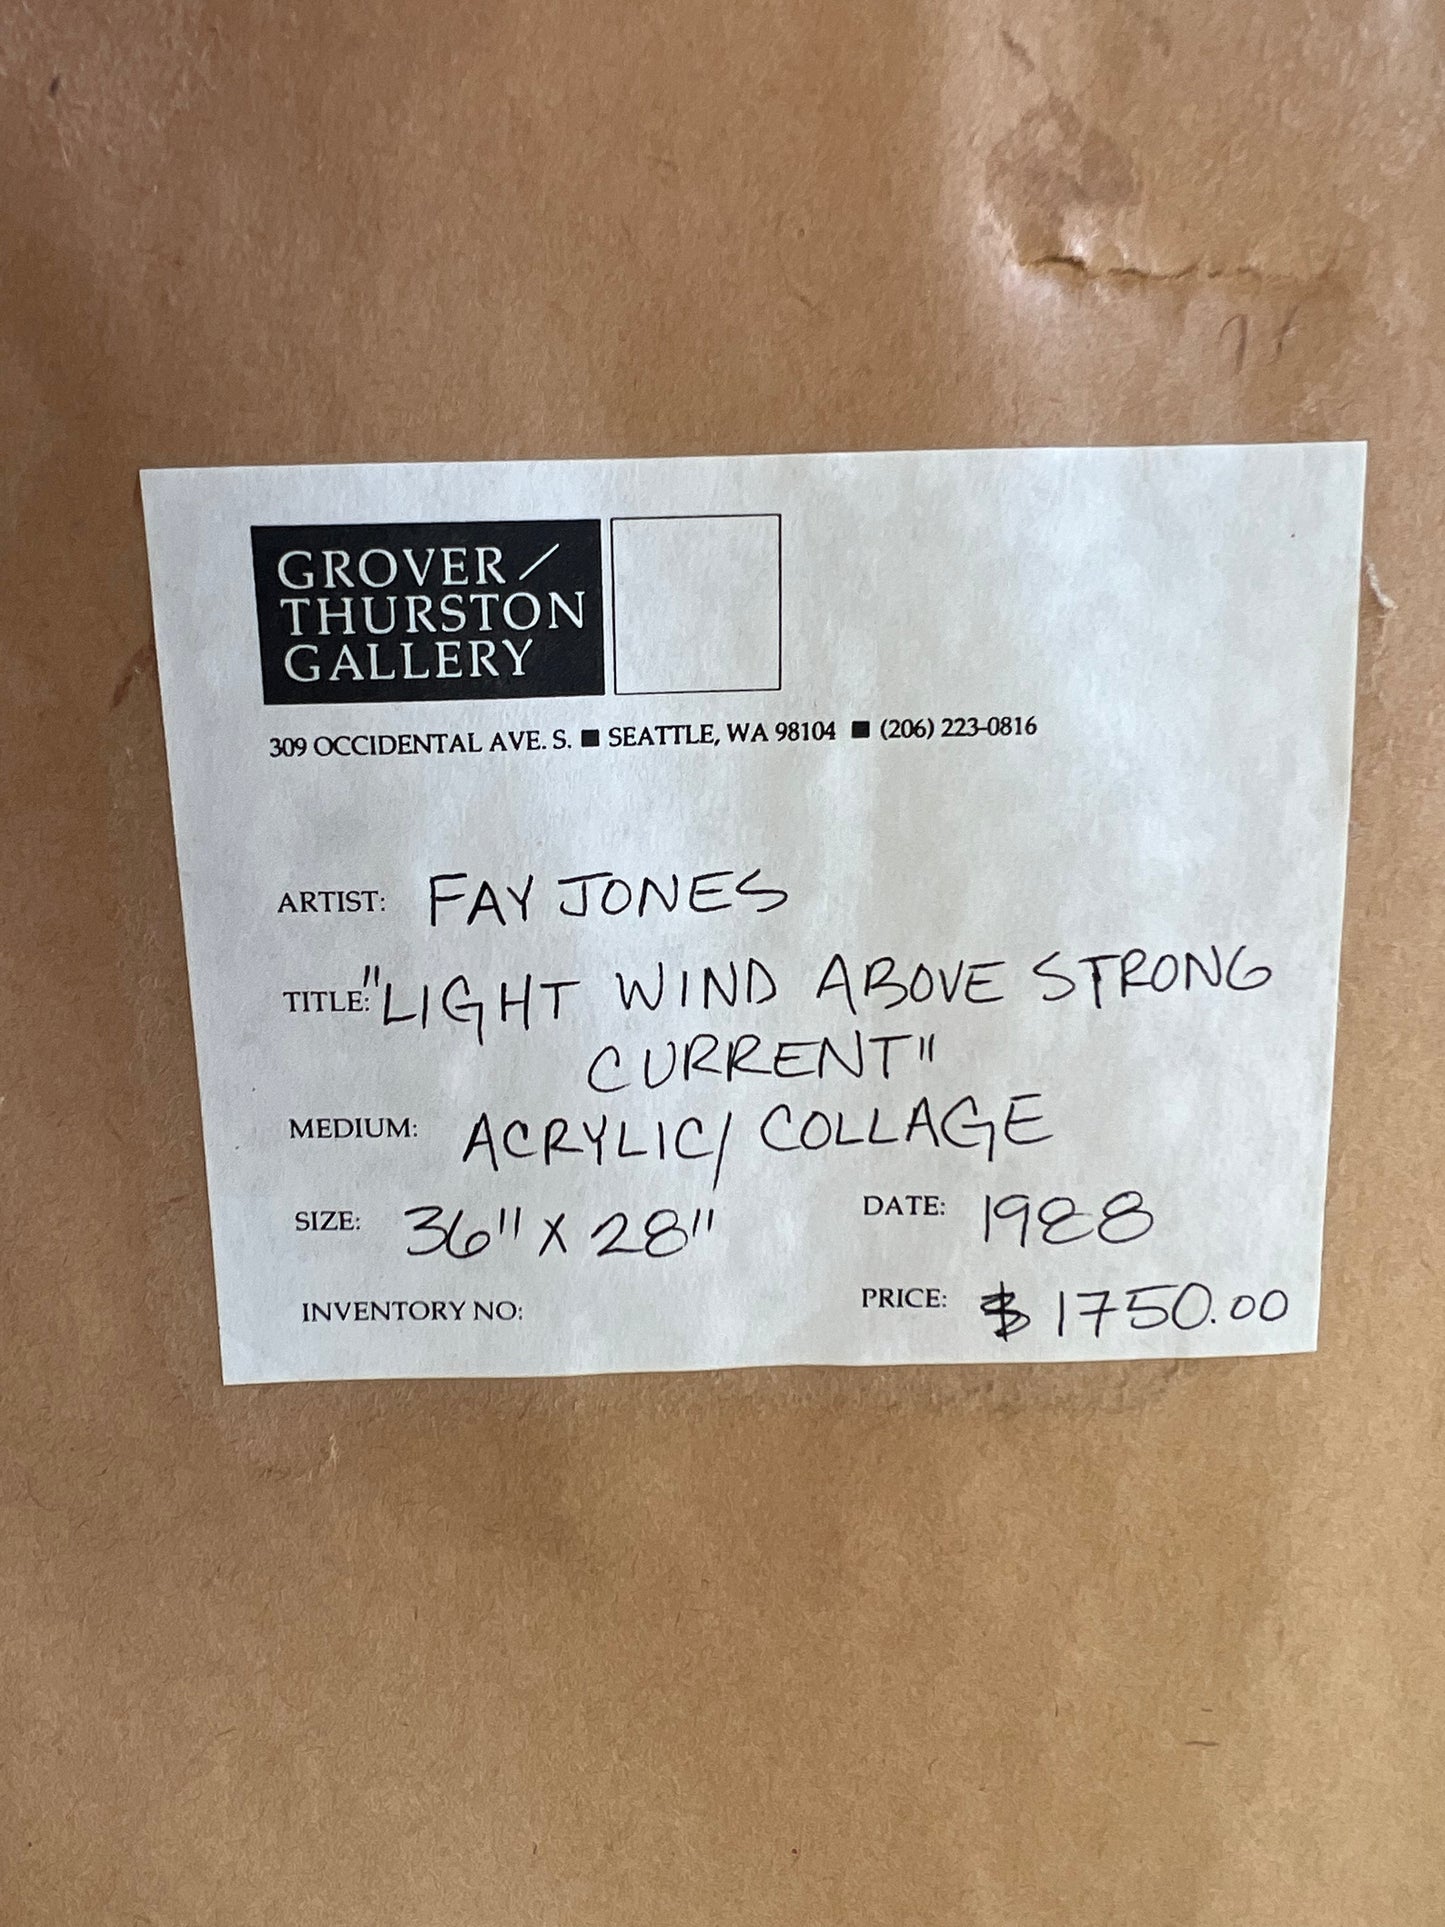 GROVER /
THURSTON
GALLERY
309 OCCIDENTAL AVE. S. ■ SEATTLE, WA 98104 ■ (206) 223-0816
ARTIST: FAY JONES
TITLE: "LIGHT WIND ABOVE STRONG
CURRENT"
MEDIUM: ACRYLIC/ COLLAGE
SIZE: 36" X 28" DATE: 1988
INVENTORY NO: PRICE: $ 1750.00